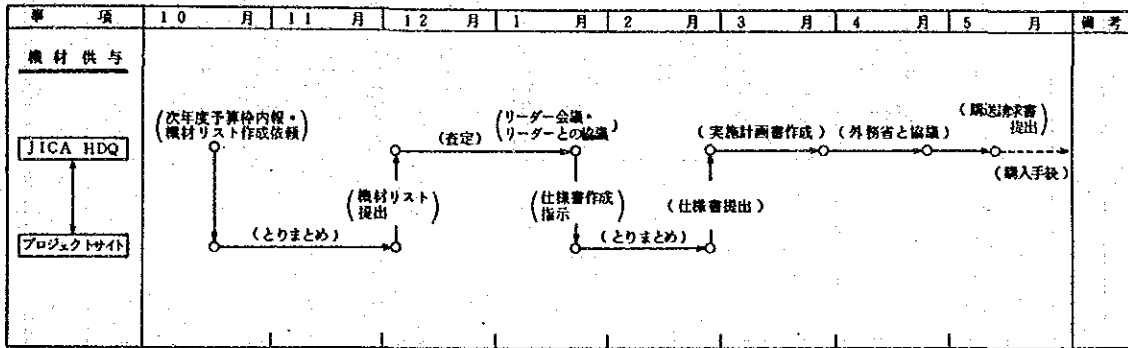 事 項 10 月 11 月 12 月 1 月 2 月 3 月 4 月 5 月 備考
機材供与
(次年度予算枠内報・
機材リスト作成依頼)
(リーダー会議・
リーダーとの協議)
(購送請求書
提出)
(査定)
(実施計画書作成)
(外務省と協議)
JICA HDQ
(購入手続)
(機材リスト
提出)
(仕様書作成
指示)
(仕様書提出)
(とりまとめ)
(とりまとめ)
プロジェクトサイト